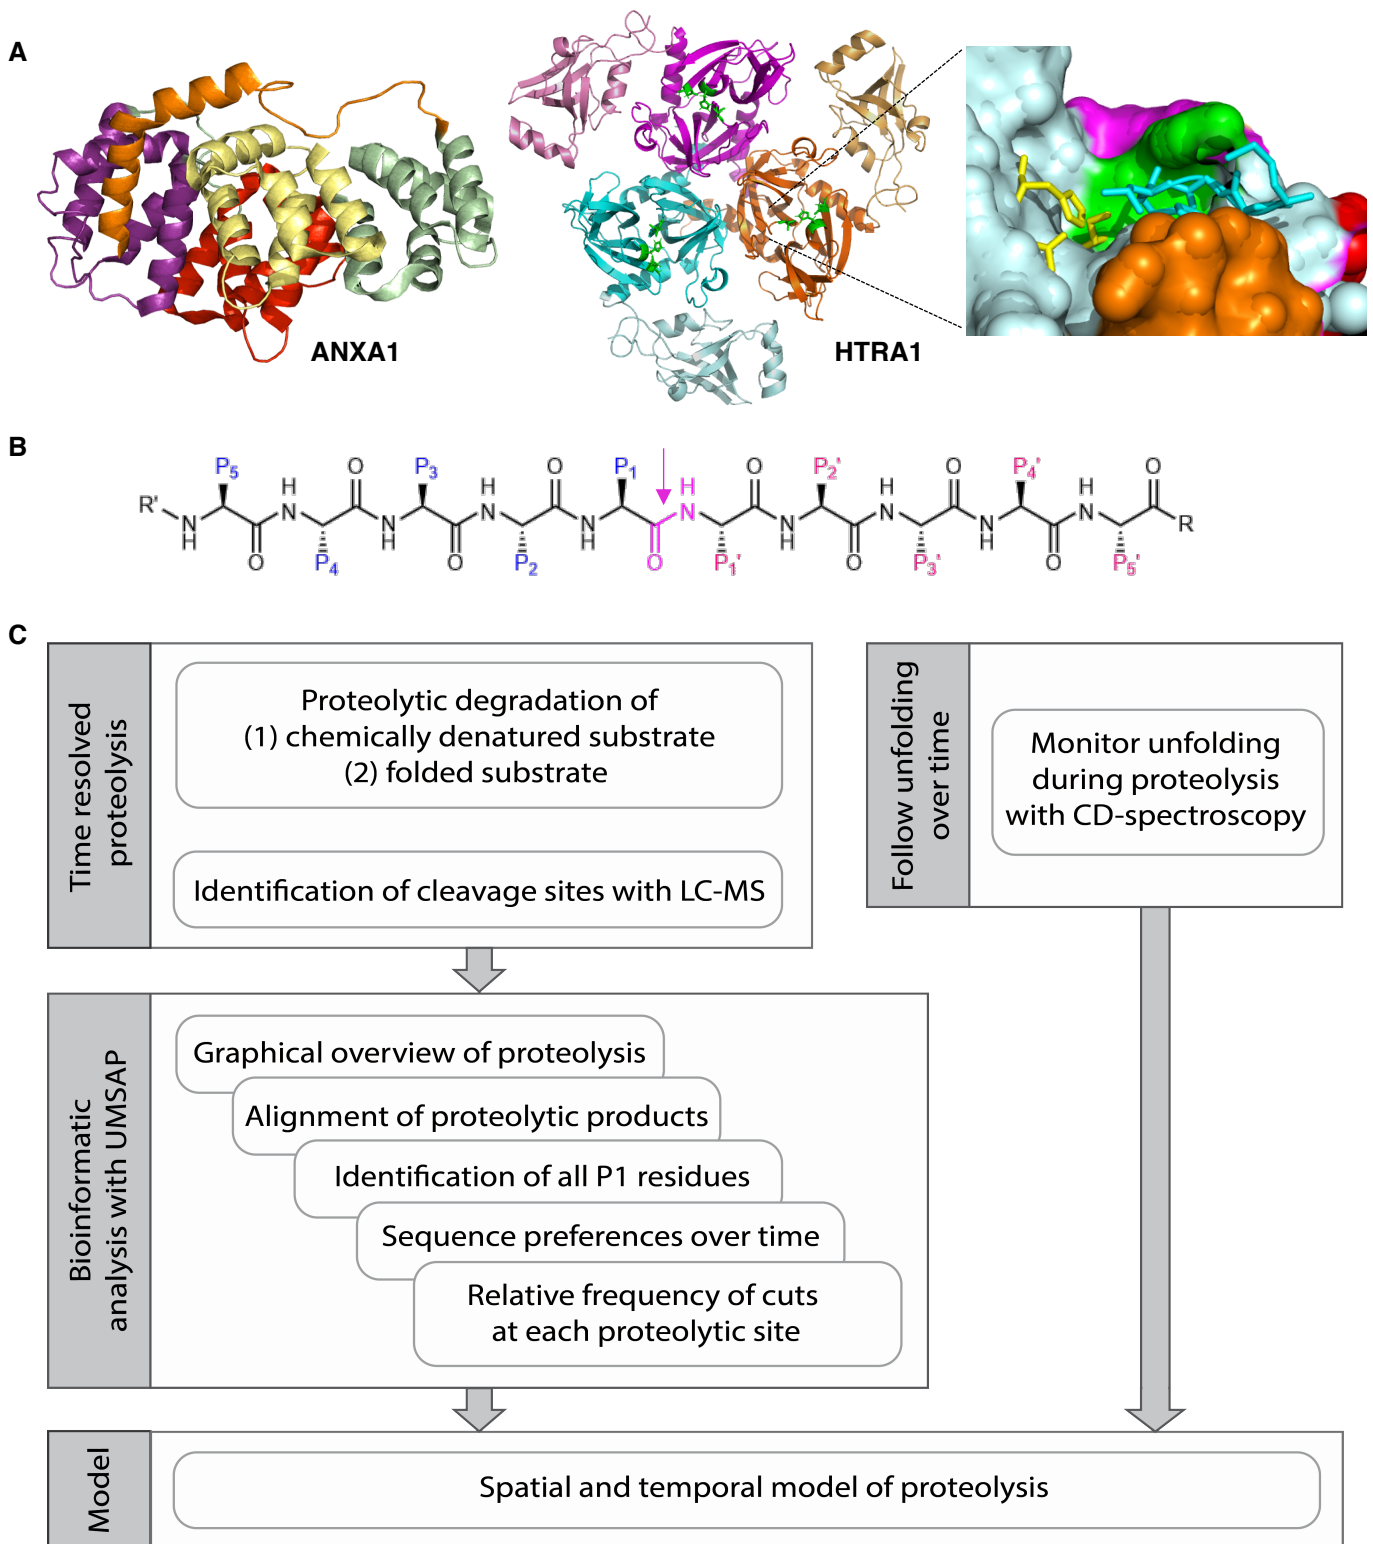 A
ANXA1
HTRA1
B
P5 O P3 O P1 H O P2' O P4' O
H H N H H
R' N N N N N N N N N R
H O P4 H O P2 H O P1' H O P3' H O P5'
C
Time resolved
proteolysis
Proteolytic degradation of
(1) chemically denatured substrate
(2) folded substrate
Identification of cleavage sites with LC-MS
Follow unfolding
over time
Monitor unfolding
during proteolysis
with CD-spectroscopy
Bioinformatic
analysis with UMSAP
Graphical overview of proteolysis
Alignment of proteolytic products
Identification of all P1 residues
Sequence preferences over time
Relative frequency of cuts
at each proteolytic site
Model
Spatial and temporal model of proteolysis